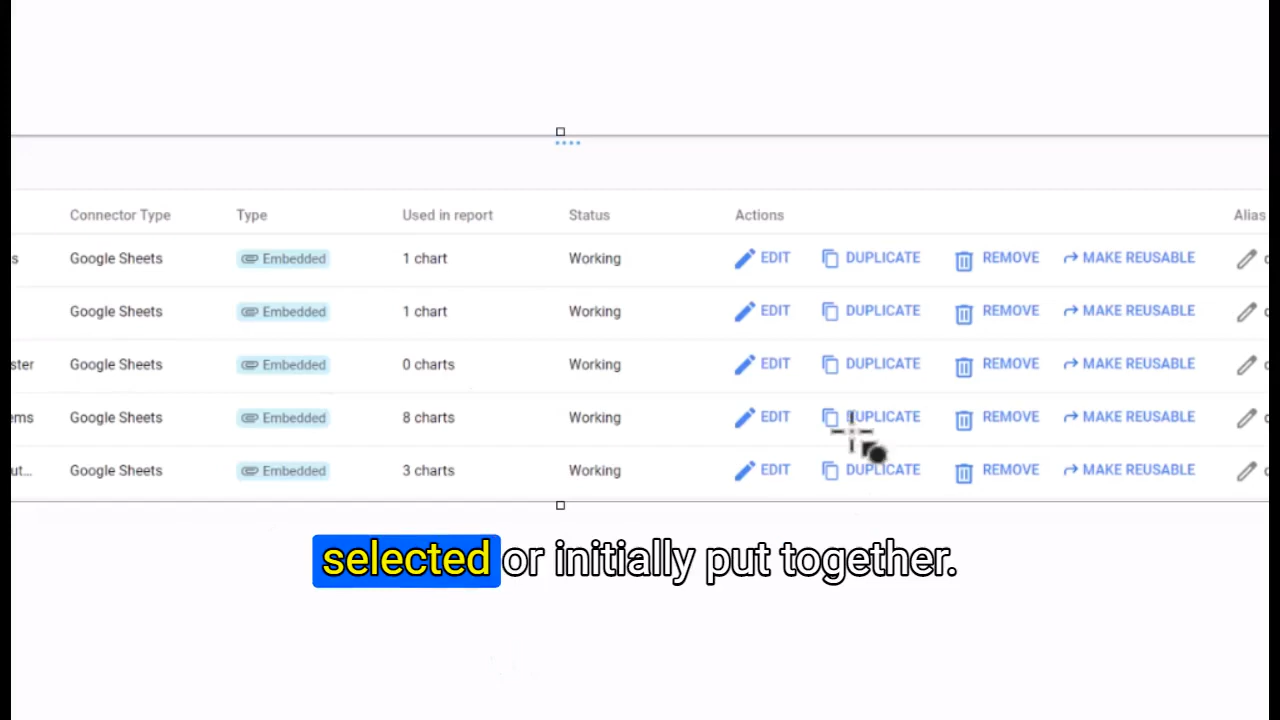 Connector Type Type Used in report Status Actions Alias
s Google Sheets Embedded 1 chart Working EDIT DUPLICATE REMOVE MAKE REUSABLE
Google Sheets Embedded 1 chart Working EDIT DUPLICATE REMOVE MAKE REUSABLE
ster Google Sheets Embedded 0 charts Working EDIT DUPLICATE REMOVE MAKE REUSABLE
ems Google Sheets Embedded 8 charts Working EDIT DUPLICATE REMOVE MAKE REUSABLE
ut... Google Sheets Embedded 3 charts Working EDIT DUPLICATE REMOVE MAKE REUSABLE
selected or initially put together.